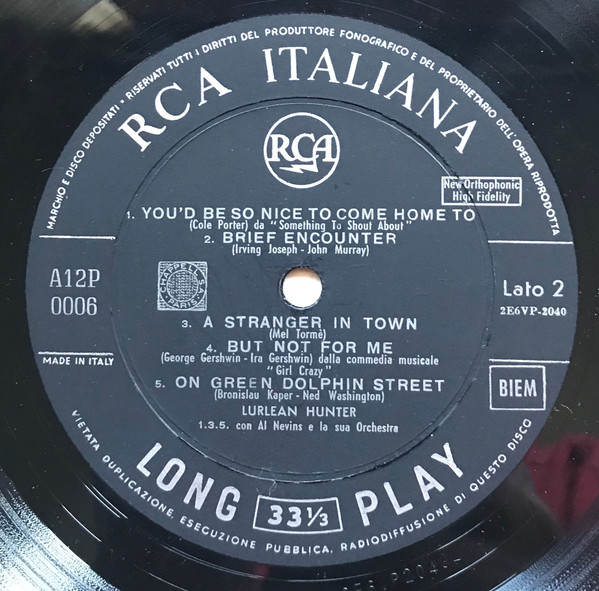 MARCHIO E DISCO DEPOSITATI • RISERVATI TUTTI I DIRITTI DEL PRODUTTORE FONOGRAFICO E DEL PROPRIETARIO DELL'OPERA RIPRODOTTA
RCA ITALIANA
RCA
New Orthophonic
High Fidelity
1. YOU'D BE SO NICE TO COME HOME TO
(Cole Porter) da "Something To Shout About"
2. BRIEF ENCOUNTER
(Irving Joseph - John Murray)
A12P
0006
CHAPPELL S.A.
PARIS
Lato 2
2E6VP-2040
3. A STRANGER IN TOWN
(Mel Tormè)
4. BUT NOT FOR ME
(George Gershwin - Ira Gershwin) dalla commedia musicale
"Girl Crazy"
5. ON GREEN DOLPHIN STREET
(Bronislau Kaper - Ned Washington)
MADE IN ITALY
BIEM
LURLEAN HUNTER
1.3.5. con Al Nevins e la sua Orchestra
LONG 33⅓ PLAY
VIETATA DUPLICAZIONE, ESECUZIONE PUBBLICA, RADIODIFFUSIONE DI QUESTO DISCO